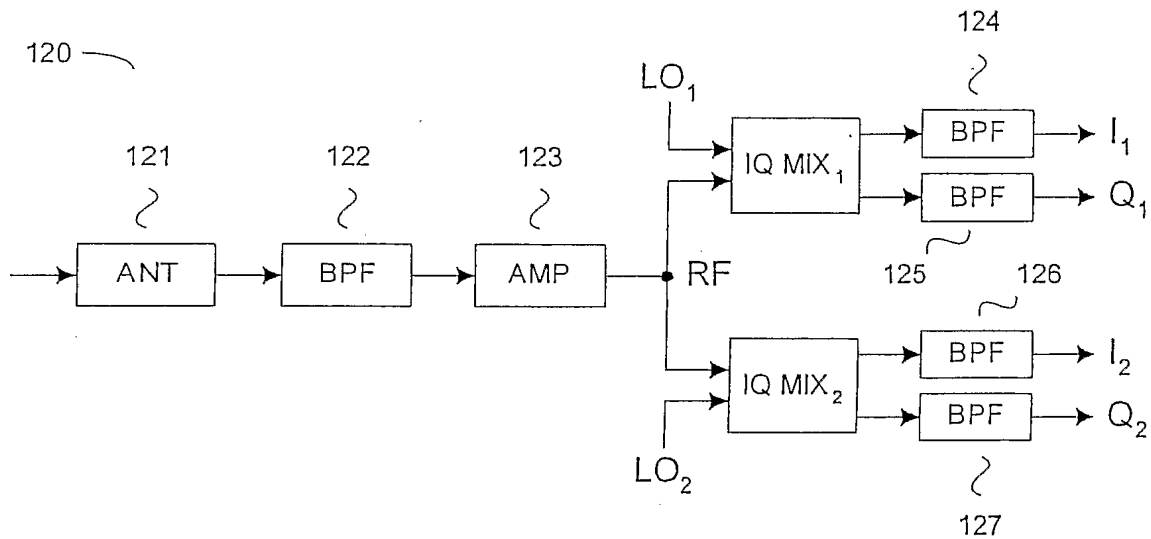 124
120
LO₁
121
122
123
BPF
I₁
IQ MIX₁
BPF
Q₁
ANT
BPF
AMP
RF
125
126
BPF
I₂
IQ MIX₂
BPF
Q₂
LO₂
127